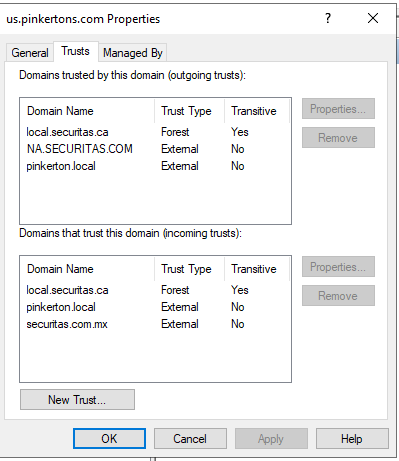 us.pinkertons.com Properties ? X
General Trusts Managed By
Domains trusted by this domain (outgoing trusts):
Domain Name Trust Type Transitive Properties...
local.securitas.ca Forest Yes Remove
NA.SECURITAS.COM External No
pinkerton.local External No
Domains that trust this domain (incoming trusts):
Domain Name Trust Type Transitive Properties...
local.securitas.ca Forest Yes Remove
pinkerton.local External No
securitas.com.mx External No
New Trust...
OK Cancel Apply Help